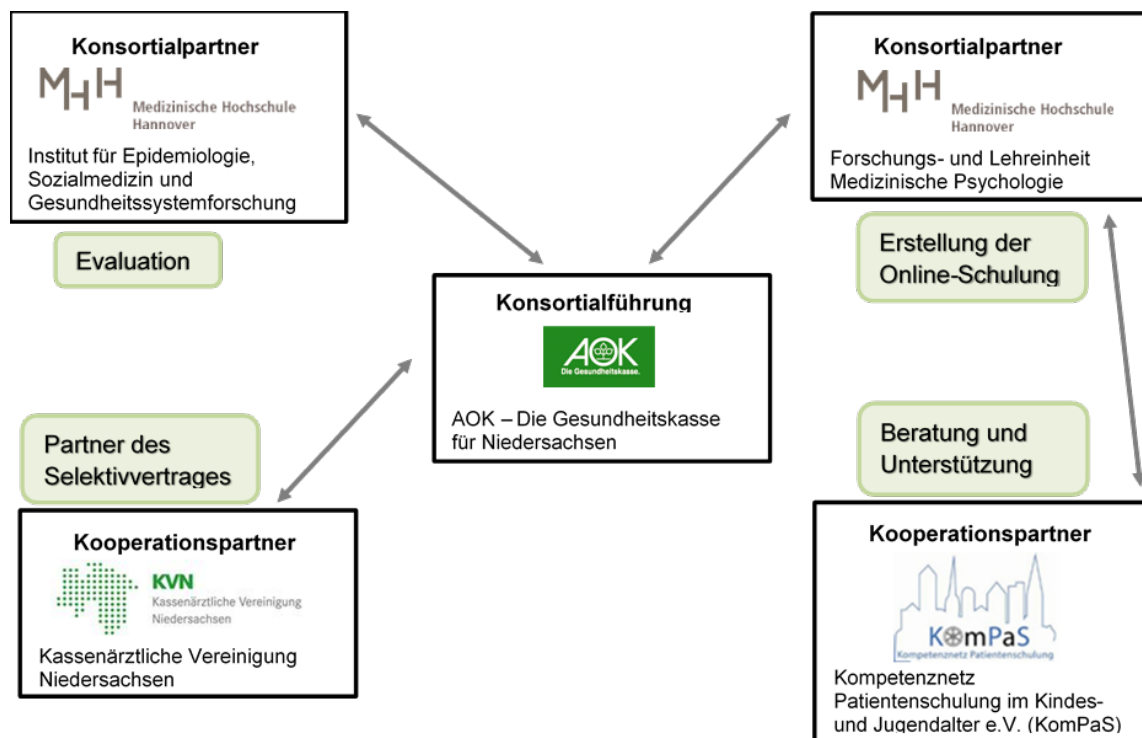 Konsortialpartner
MHH
Medizinische Hochschule
Hannover
Institut für Epidemiologie,
Sozialmedizin und
Gesundheitssystemforschung
Evaluation
Konsortialpartner
MHH
Medizinische Hochschule
Hannover
Forschungs- und Lehreinheit
Medizinische Psychologie
Erstellung der
Online-Schulung
Konsortialführung
AOK
Die Gesundheitskasse.
AOK – Die Gesundheitskasse
für Niedersachsen
Partner des
Selektivvertrages
Kooperationspartner
KVN
Kassenärztliche Vereinigung
Niedersachsen
Kassenärztliche Vereinigung
Niedersachsen
Beratung und
Unterstützung
Kooperationspartner
KomPaS
Kompetenznetz Patientenschulung
Kompetenznetz
Patientenschulung im Kindes-
und Jugendalter e.V. (KomPaS)